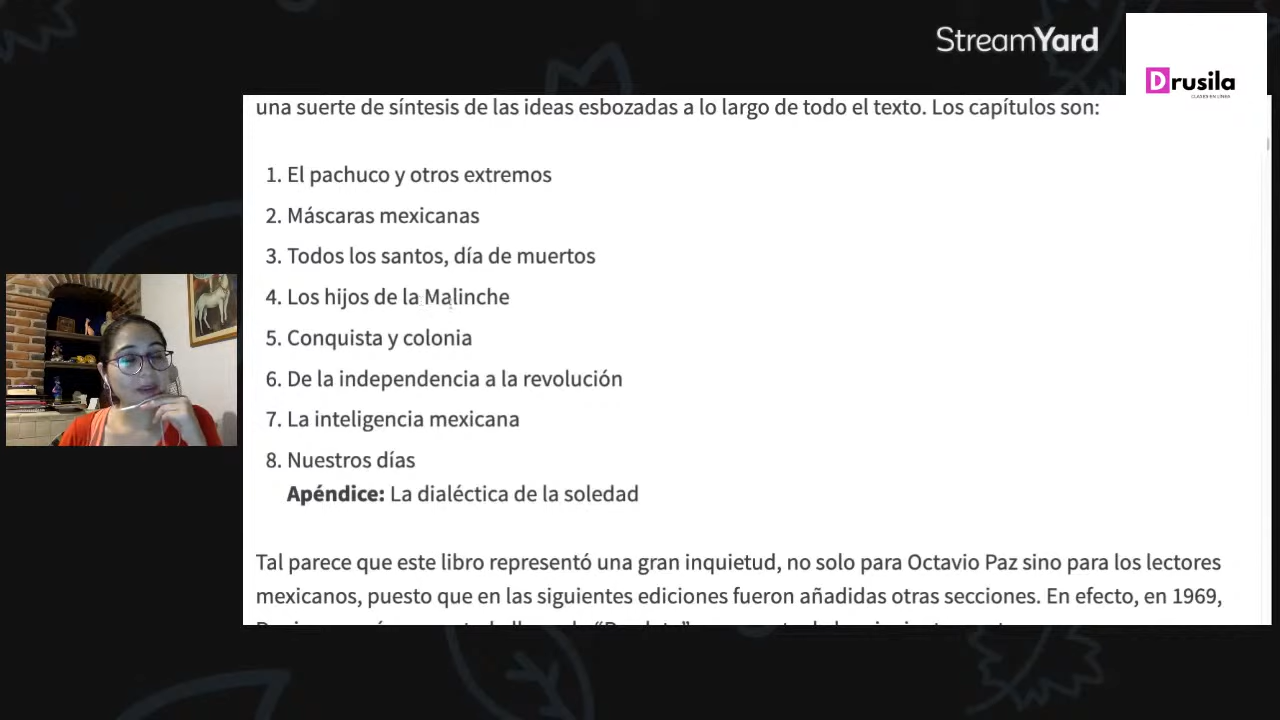 StreamYard
Drusila
CLASES EN LÍNEA
una suerte de síntesis de las ideas esbozadas a lo largo de todo el texto. Los capítulos son:
1. El pachuco y otros extremos
2. Máscaras mexicanas
3. Todos los santos, día de muertos
4. Los hijos de la Malinche
5. Conquista y colonia
6. De la independencia a la revolución
7. La inteligencia mexicana
8. Nuestros días
Apéndice: La dialéctica de la soledad
Tal parece que este libro representó una gran inquietud, no solo para Octavio Paz sino para los lectores
mexicanos, puesto que en las siguientes ediciones fueron añadidas otras secciones. En efecto, en 1969,